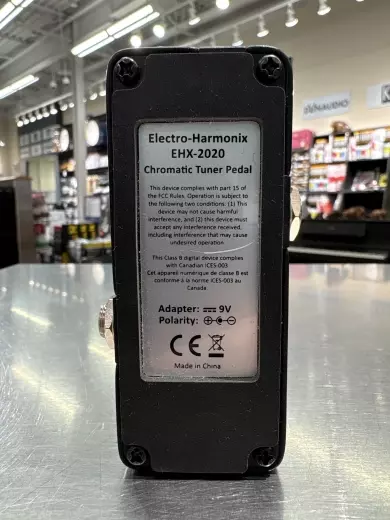 Electro-Harmonix
EHX-2020
Chromatic Tuner Pedal
This device complies with part 15 of
the FCC Rules. Operation is subject to
the following two conditions: (1) This
device may not cause harmful
interference, and (2) this device must
accept any interference received,
including interference that may cause
undesired operation
This Class B digital device complies
with Canadian ICES-003
Cet appareil numérique de classe B est
conforme à la norme ICES-003 au
Canada.
Adapter: 9V
Polarity:
CE
Made in China